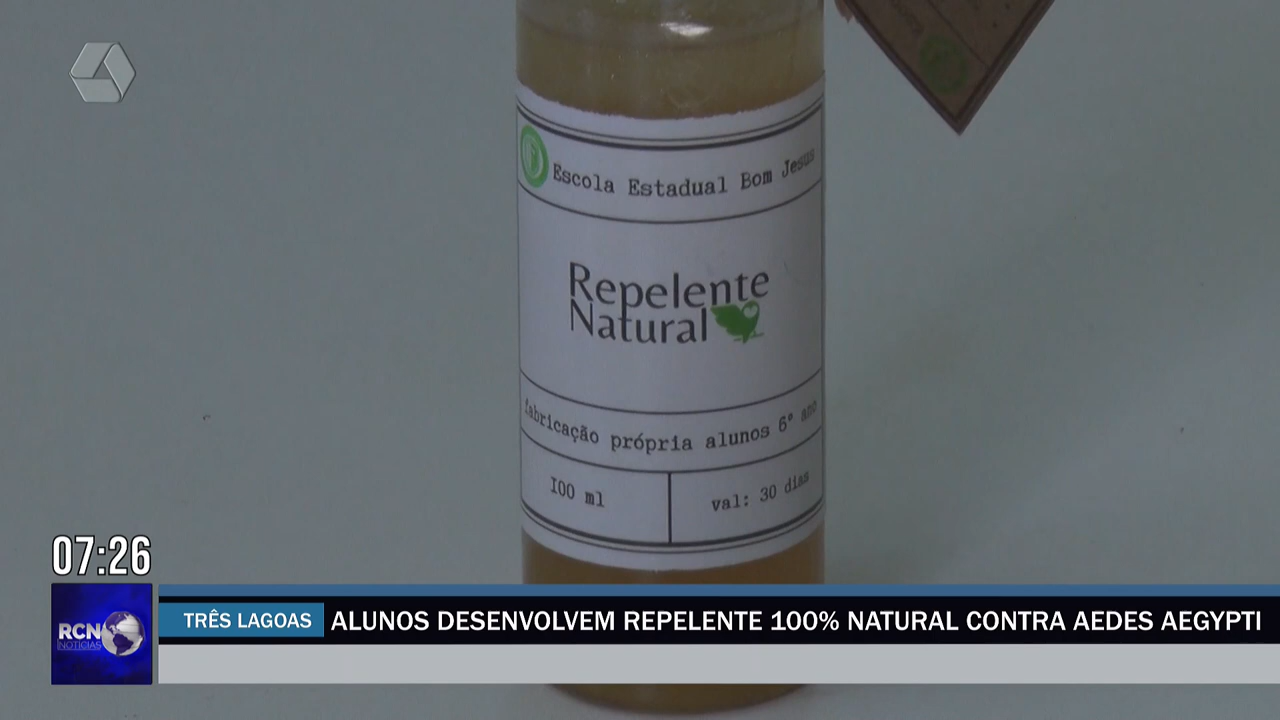 Escola Estadual Bom Jesus
Repelente
Natural
fabricação própria alunos 6º ano
100 ml
val: 30 dias
07:26
RCN
NOTÍCIAS
TRÊS LAGOAS
ALUNOS DESENVOLVEM REPELENTE 100% NATURAL CONTRA AEDES AEGYPTI